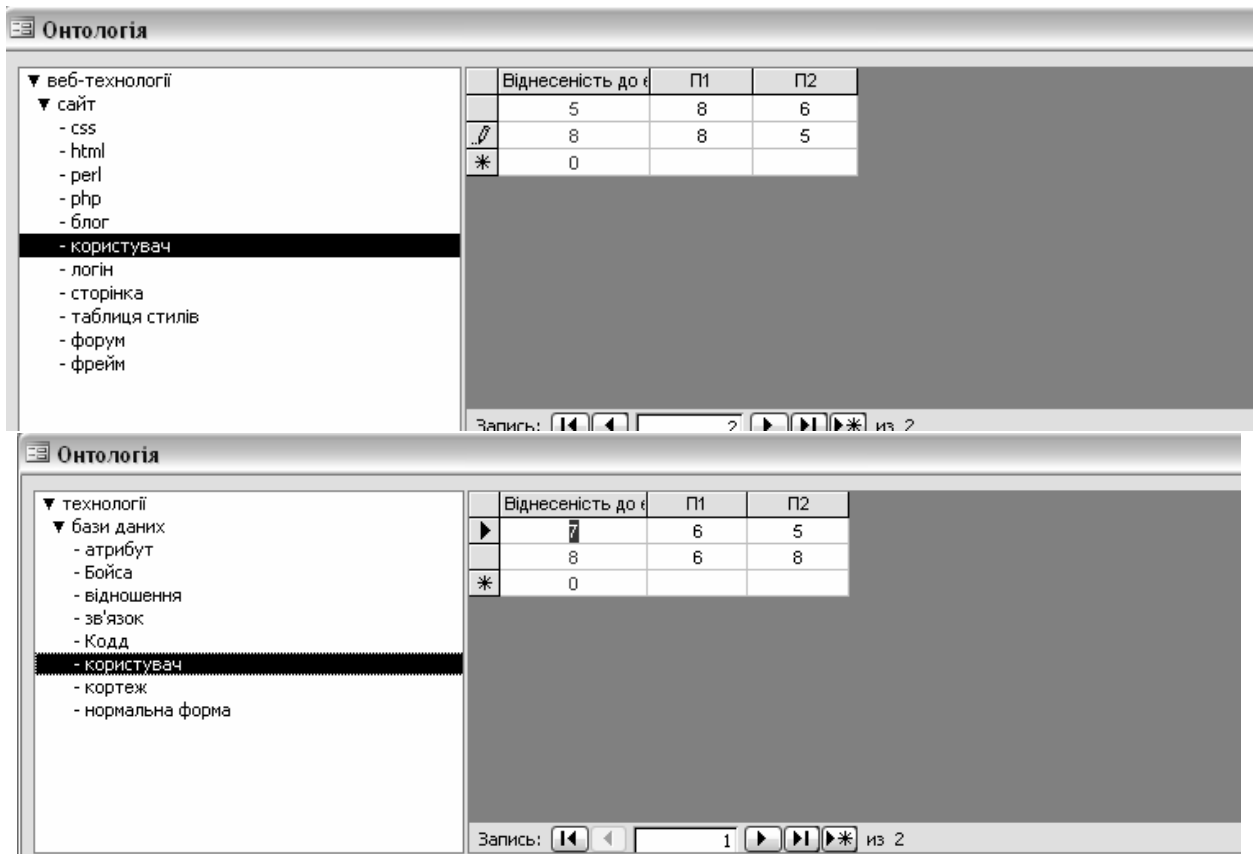 Онтологія
▼ веб-технології
▼ сайт
- css
- html
- perl
- php
- блог
- користувач
- логін
- сторінка
- таблиця стилів
- форум
- фрейм
Віднесеність до є П1 П2
5 8 6
8 8 5
0
Запись: 2 из 2
Онтологія
▼ технології
▼ бази даних
- атрибут
- Бойса
- відношення
- зв'язок
- Кодд
- користувач
- кортеж
- нормальна форма
Віднесеність до є П1 П2
7 6 5
8 6 8
0
Запись: 1 из 2